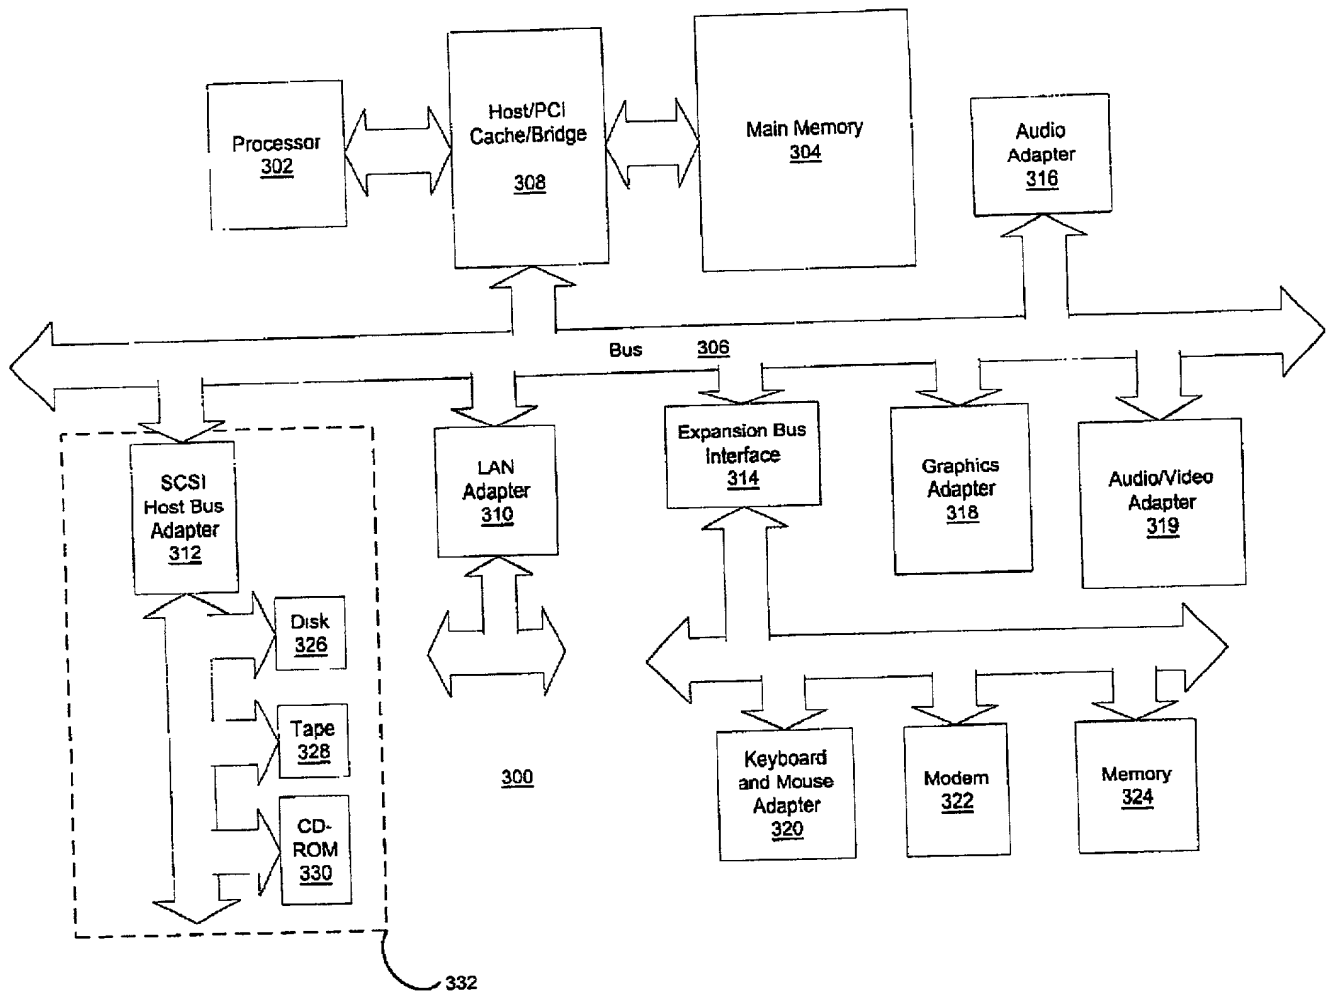 Processor
302
Host/PCI
Cache/Bridge
308
Main Memory
304
Audio
Adapter
316
Bus 306
SCSI
Host Bus
Adapter
312
LAN
Adapter
310
Expansion Bus
Interface
314
Graphics
Adapter
318
Audio/Video
Adapter
319
Disk
326
Tape
328
CD-
ROM
330
300
Keyboard
and Mouse
Adapter
320
Modem
322
Memory
324
332